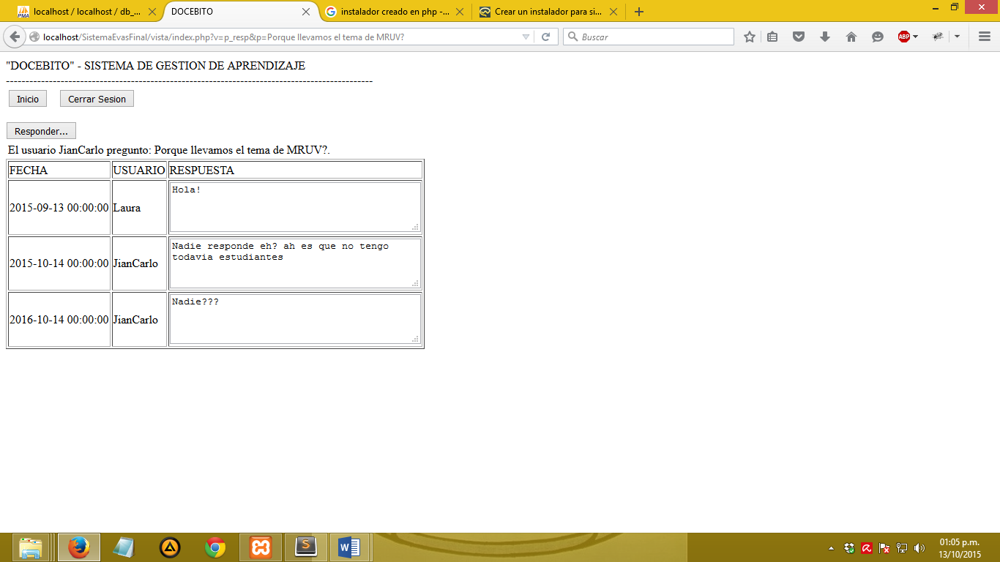 localhost / localhost / db_...
DOCEBITO
instalador creado en php -...
Crear un instalador para si...
localhost/SistemaEvasFinal/vista/index.php?v=p_resp&p=Porque llevamos el tema de MRUV?
Buscar
ABP
"DOCEBITO" - SISTEMA DE GESTION DE APRENDIZAJE
----------------------------------------------------------------------------------------------------
Inicio
Cerrar Sesion
Responder...
El usuario JianCarlo pregunto: Porque llevamos el tema de MRUV?.
FECHA USUARIO RESPUESTA
2015-09-13 00:00:00 Laura Hola!
2015-10-14 00:00:00 JianCarlo Nadie responde eh? ah es que no tengo
todavia estudiantes
2016-10-14 00:00:00 JianCarlo Nadie???
01:05 p.m.
13/10/2015